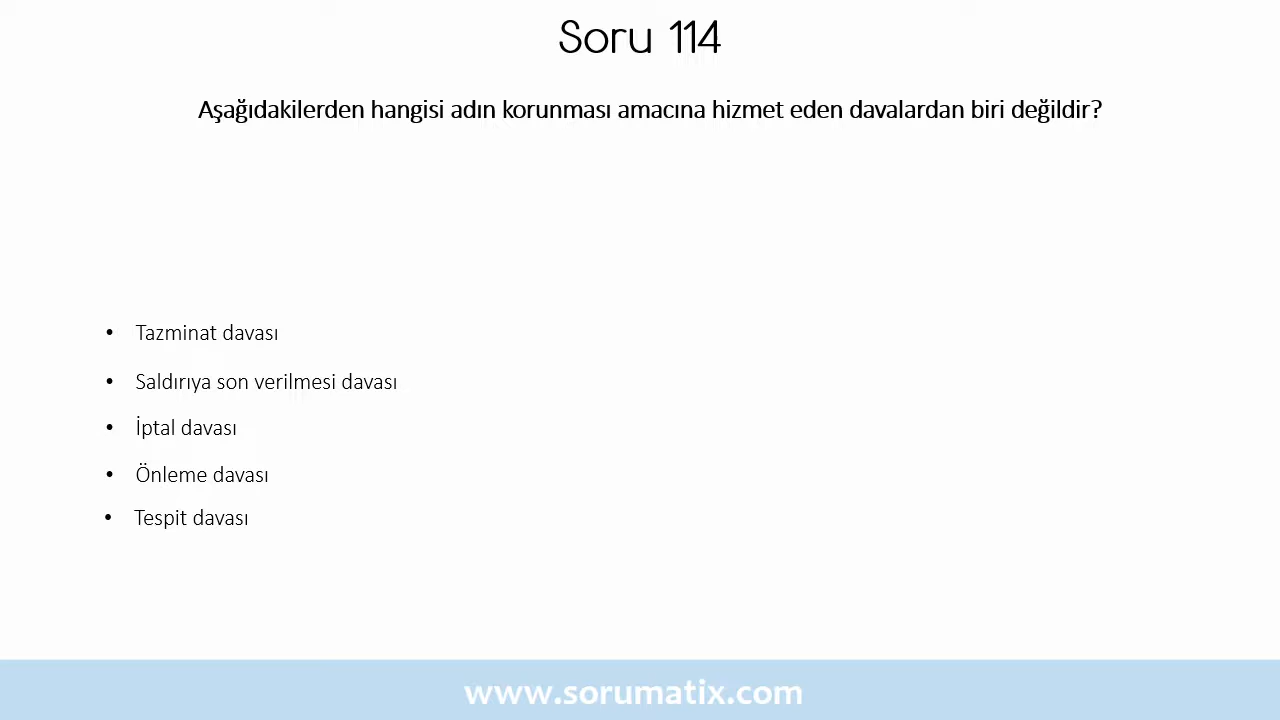 Soru 114
Aşağıdakilerden hangisi adın korunması amacına hizmet eden davalardan biri değildir?
• Tazminat davası
• Saldırıya son verilmesi davası
• İptal davası
• Önleme davası
• Tespit davası
www.sorumatix.com